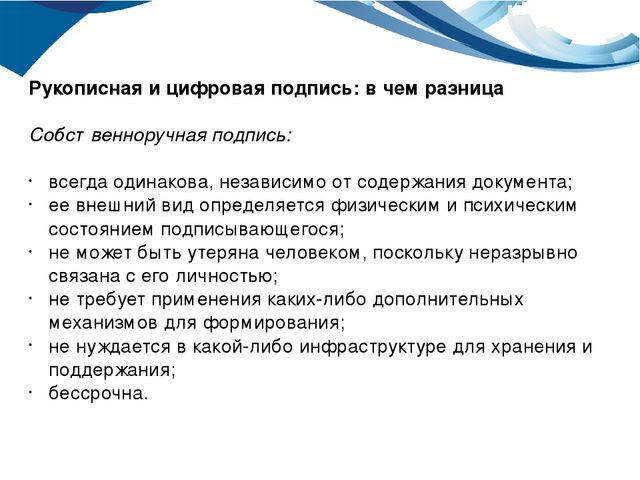 Рукописная и цифровая подпись: в чем разница
Собст венноручная подпись:
· всегда одинакова, независимо от содержания документа;
· ее внешний вид определяется физическим и психическим
состоянием подписывающегося;
· не может быть утеряна человеком, поскольку неразрывно
связана с его личностью;
· не требует применения каких-либо дополнительных
механизмов для формирования;
· не нуждается в какой-либо инфраструктуре для хранения и
поддержания;
· бессрочна.